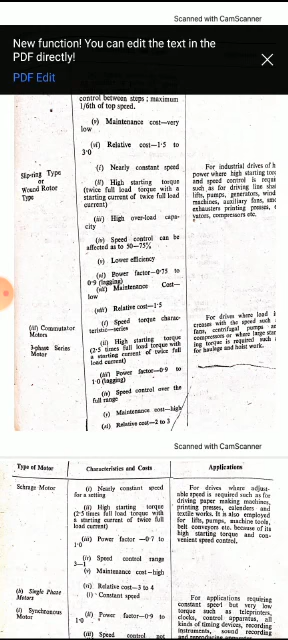 Scanned with CamScanner
New function! You can edit the text in the
PDF directly!
PDF Edit
control between steps ; maximum
1/6th of top speed.
(v) Maintenance cost—very
low
(vi) Relative cost—1·5 to
3·0
Slip-ring Type
or
Wound Rotor
Type
(i) Nearly constant speed
(ii) High starting torque
(twice full load torque with a
starting current of twice full load
current)
(iii) High over-load capa-
city
(iv) Speed control can be
affected as to 50—75%
(v) Lower efficiency
(vi) Power factor—0·75 to
0·9 (lagging)
(vii) Maintenance Cost—
low
(viii) Relative cost—1·5
For industrial drives of h
power where high starting tor
and speed control is requi
such as for driving line shaf
lifts, pumps, generators, wind
machines, auxiliary fans, smo
exhausters printing presses,
vators, compressors etc.
(iii) Commutator
Motors
3-phase Series
Motor
(i) Speed torque charac-
teristic—series
(ii) High starting torque
(2·5 times full load torque with
a starting current of twice full
load current)
(iii) Power factor—0·9 to
1·0 (lagging)
(iv) Speed control over the
full range
(v) Maintenance cost—high
(vi) Relative cost—2 to 3
For drives where load i
creases with the speed such
fans, centrifugal pumps a
compressors or where large star
ing torque is required such
for haulage and hoist work.
Scanned with CamScanner
Type of Motor
Characteristics and Costs
Applications
Schrage Motor
(i) Nearly constant speed
for a setting
(ii) High starting torque
(2·5 times full load torque with
a starting current of twice full
load current)
(iii) Power factor —0·7 to
1·0
(iv) Speed control range
3—1
(v) Maintenance cost—high
(vi) Relative cost—3 to 4
For drives where adjust-
able speed is required such as for
driving paper making machines,
printing presses, calenders and
textile works. It is also employed
for lifts, pumps, machine tools,
belt conveyors etc. because of its
high starting torque and con-
venient speed control.
(b) Single Phase
Motors
(i) Synchronous
Motor
(i) Constant speed
(ii) Power factor—0·9 to
1·0
(iii) Speed control not
For applications requiring
constant speed but very low
torque such as teleprinters,
clocks, control apparatus, all
kinds of timing devices, recording
instruments, sound recording
and reproducing